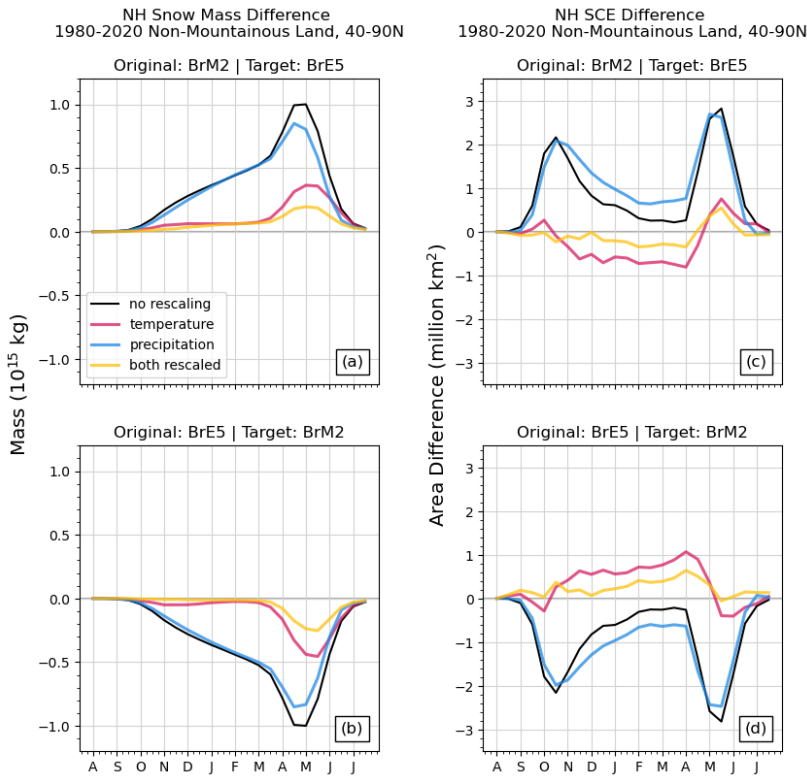 NH Snow Mass Difference
1980-2020 Non-Mountainous Land, 40-90N
NH SCE Difference
1980-2020 Non-Mountainous Land, 40-90N
Original: BrM2 | Target: BrE5
1.0
0.5
0.0
−0.5
−1.0
no rescaling
temperature
precipitation
both rescaled
(a)
Original: BrM2 | Target: BrE5
3
2
1
0
−1
−2
−3
(c)
Mass (10¹⁵ kg)
Area Difference (million km²)
Original: BrE5 | Target: BrM2
1.0
0.5
0.0
−0.5
−1.0
(b)
A S O N D J F M A M J J
Original: BrE5 | Target: BrM2
3
2
1
0
−1
−2
−3
(d)
A S O N D J F M A M J J